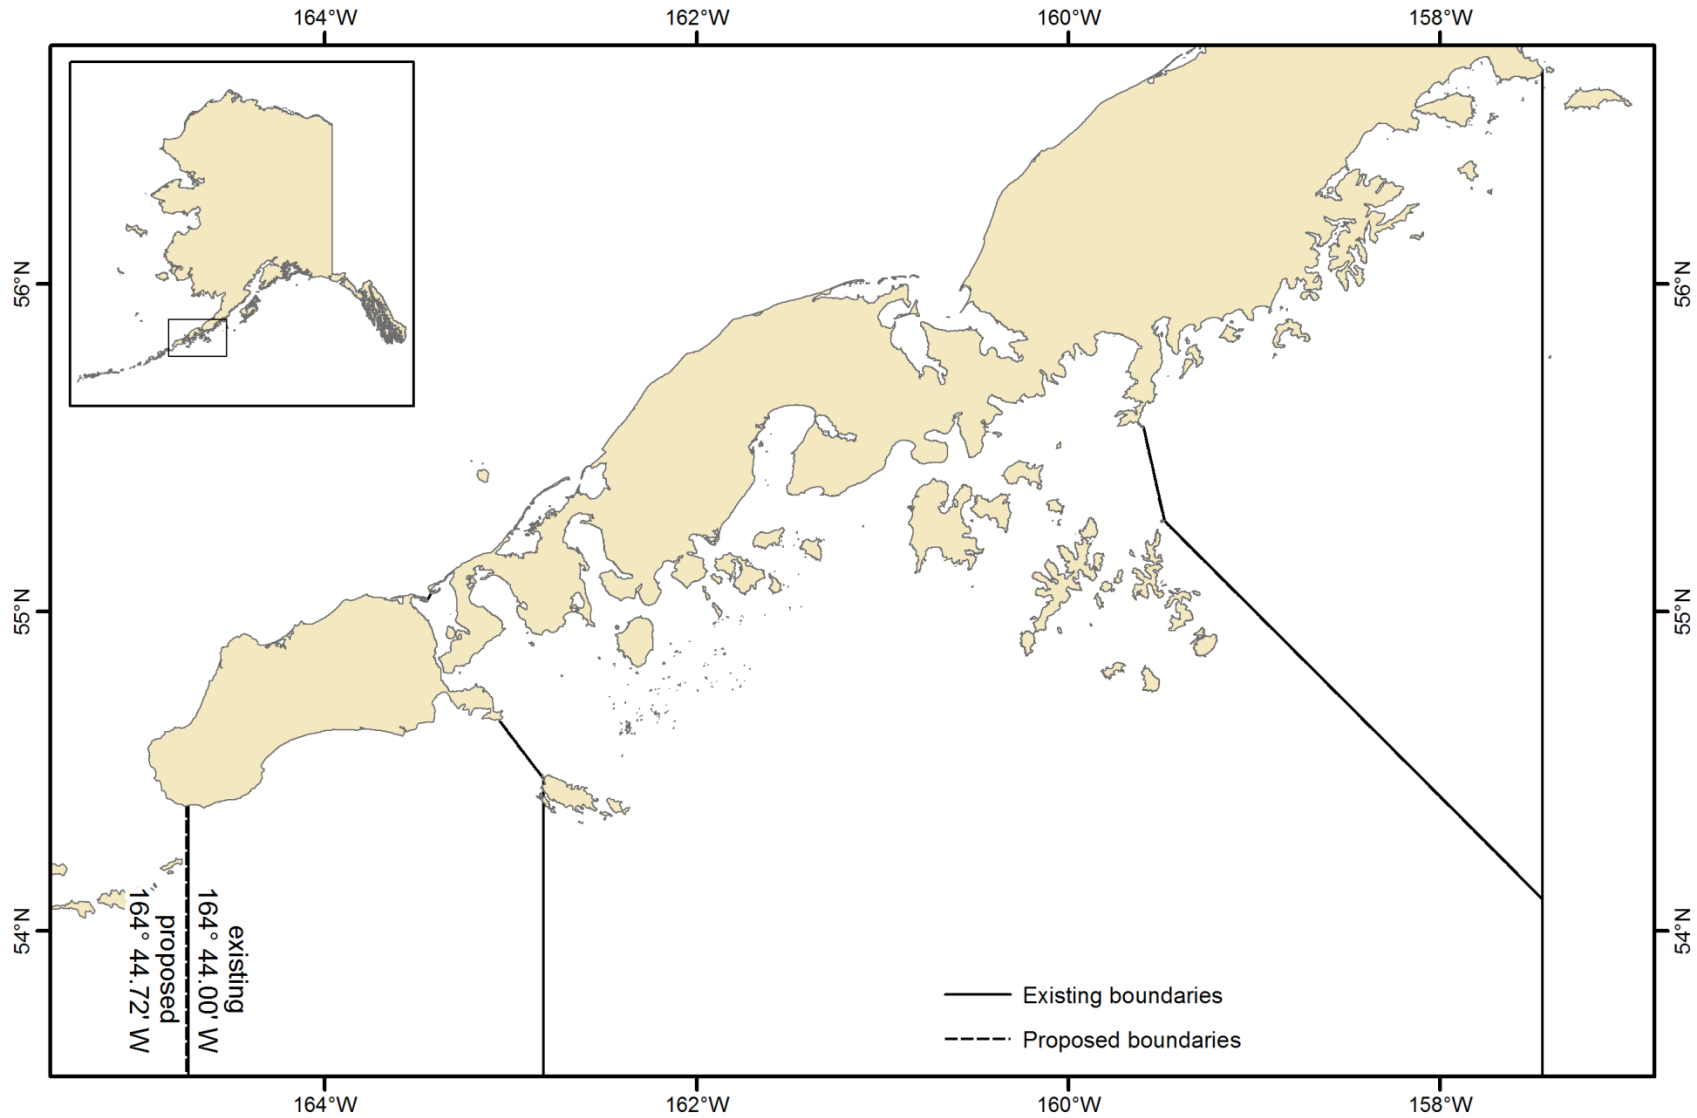 164°W 162°W 160°W 158°W
56°N 56°N
55°N 55°N
54°N 54°N
existing
164° 44.00' W
proposed
164° 44.72' W
Existing boundaries
Proposed boundaries
164°W 162°W 160°W 158°W